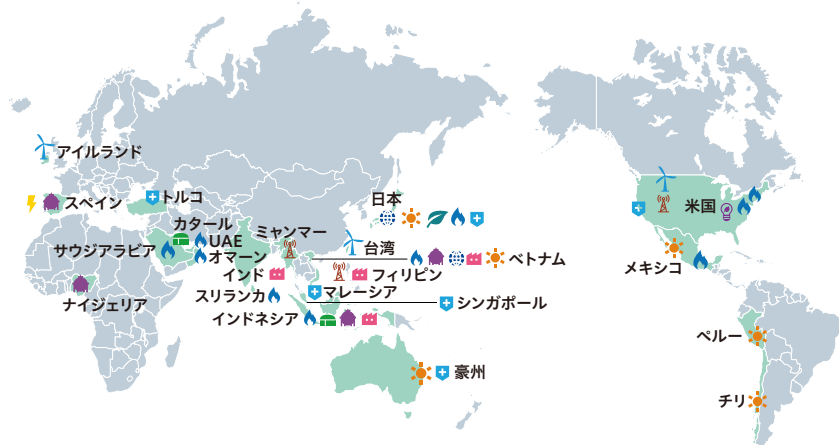 アイルランド
スペイン
トルコ
カタール
UAE
サウジアラビア
オマーン
ナイジェリア
ミャンマー
インド
スリランカ
インドネシア
日本
台湾
ベトナム
フィリピン
マレーシア
シンガポール
豪州
米国
メキシコ
ペルー
チリ